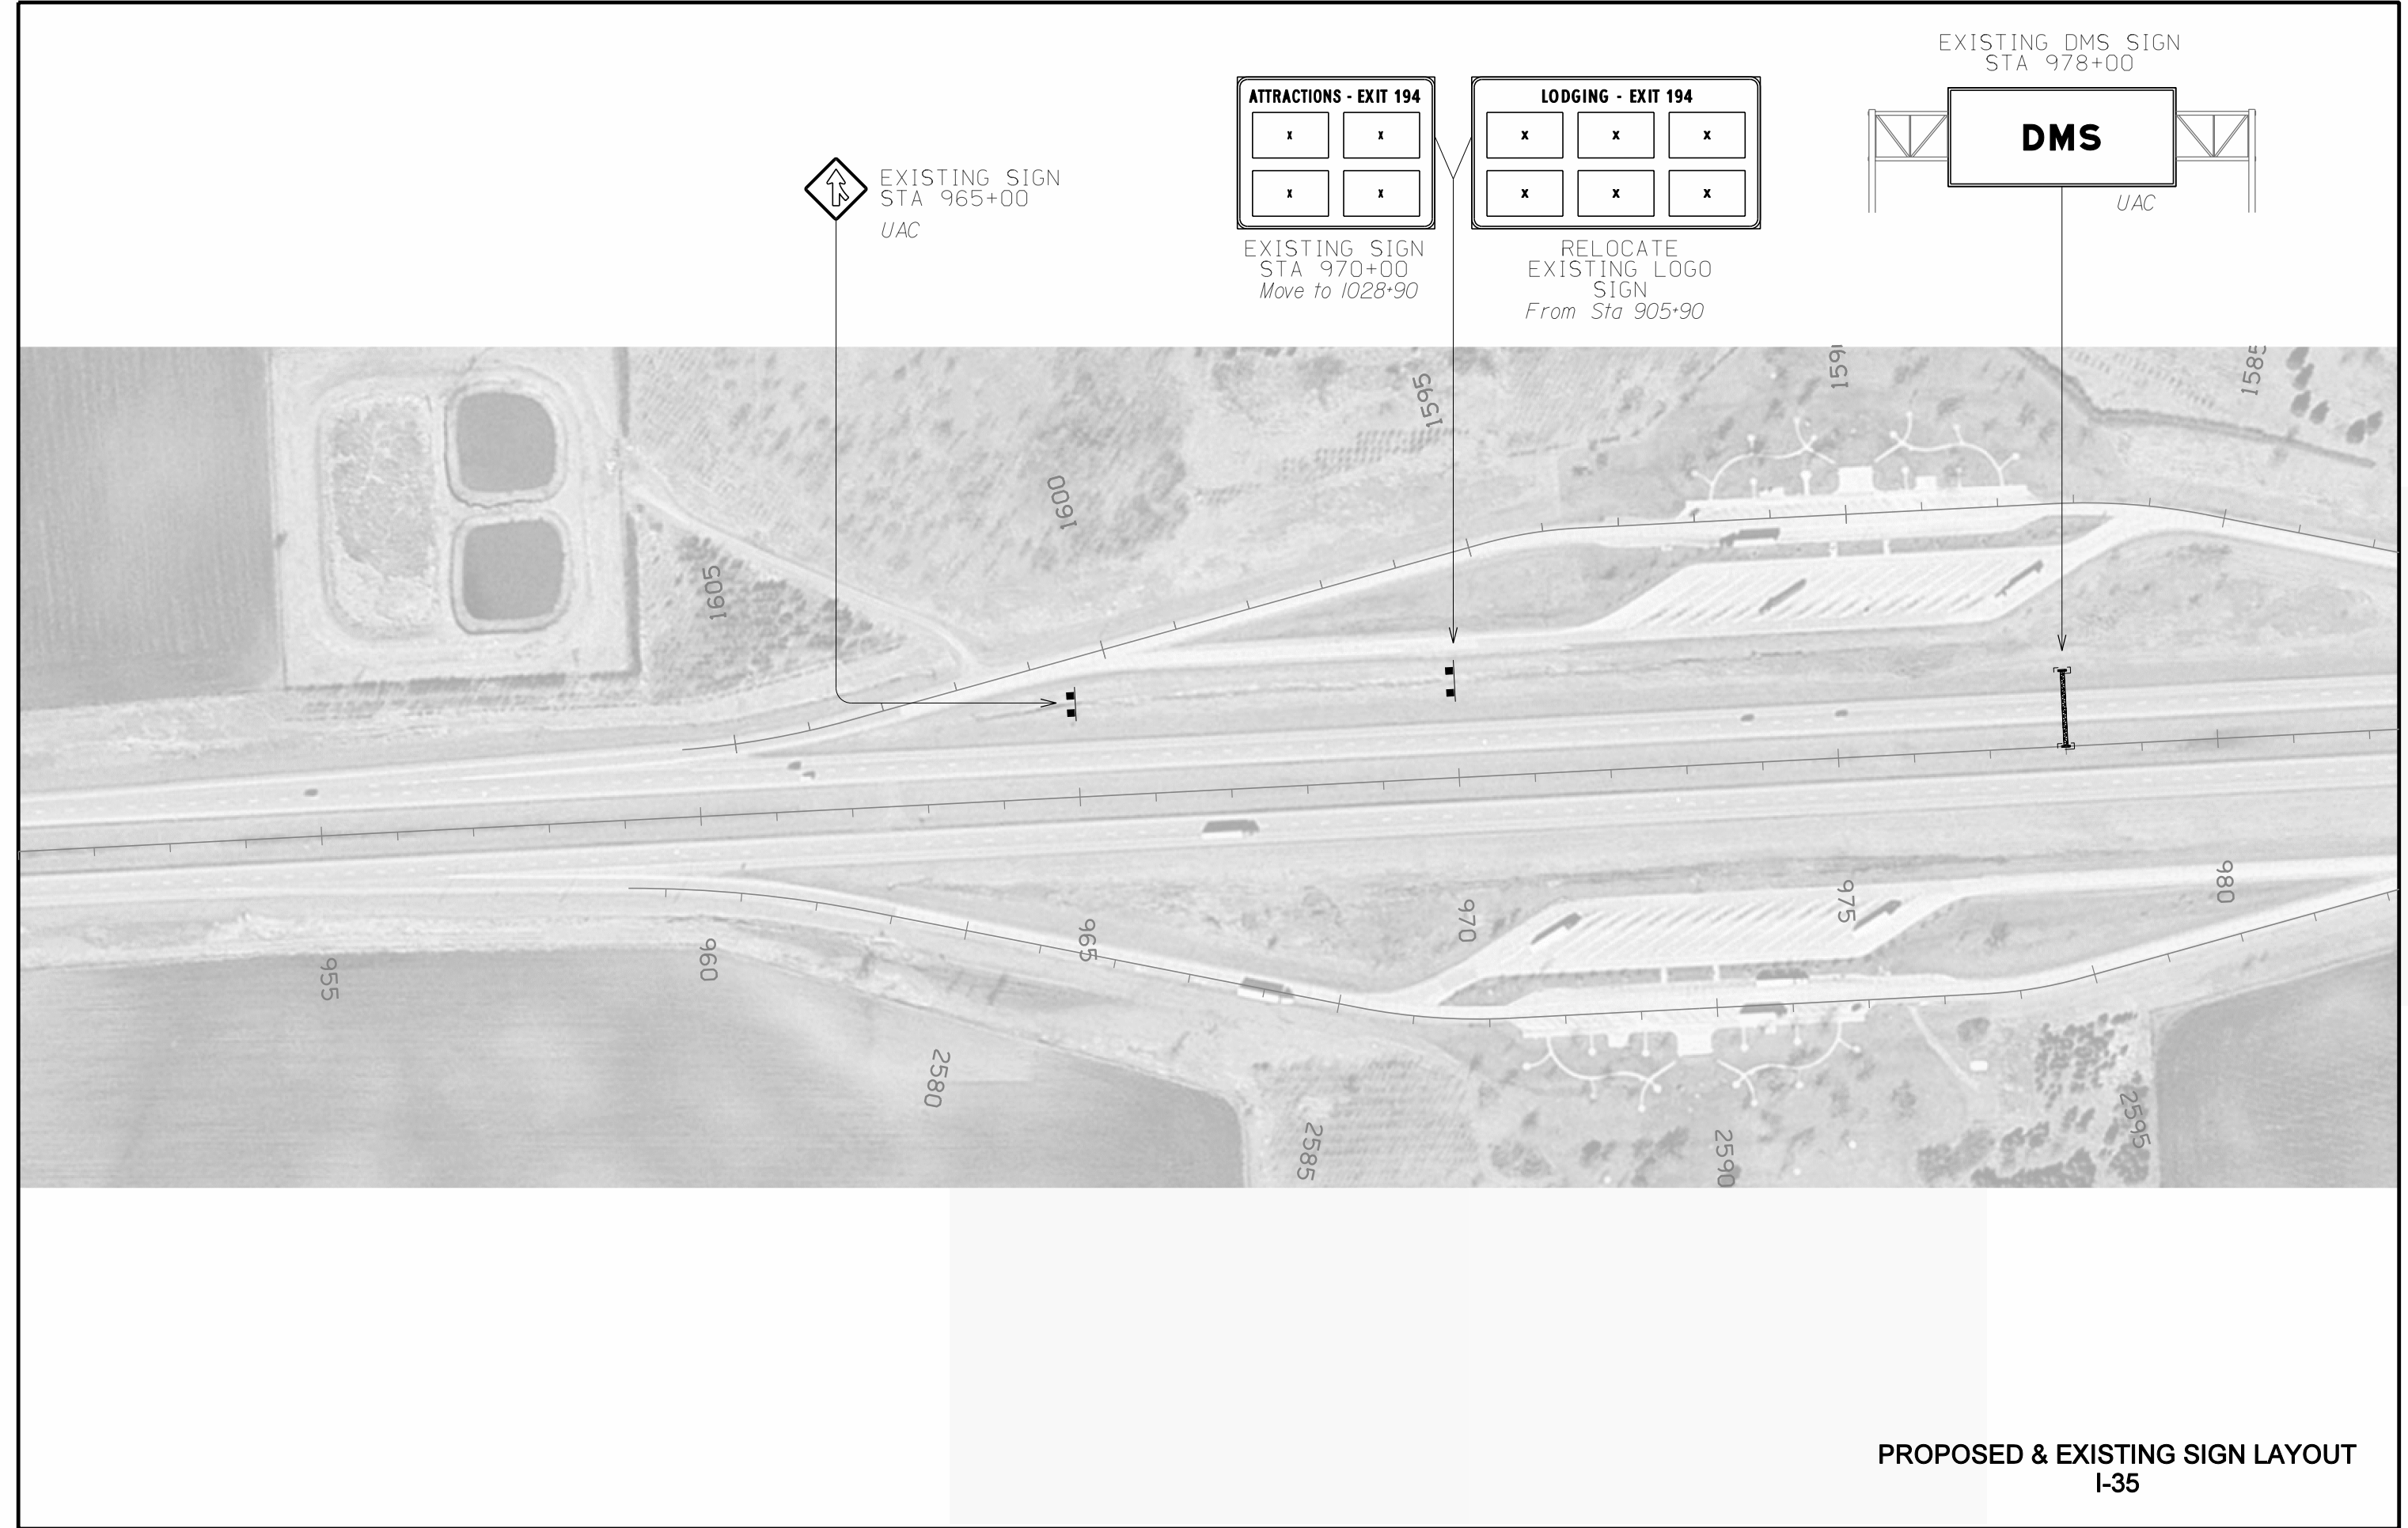 EXISTING DMS SIGN
STA 978+00
DMS
UAC
ATTRACTIONS - EXIT 194
x x
x x
EXISTING SIGN
STA 970+00
Move to 1028+90
LODGING - EXIT 194
x x x
x x x
RELOCATE
EXISTING LOGO
SIGN
From Sta 905+90
EXISTING SIGN
STA 965+00
UAC
1605
1600
1595
1591
1585
955
960
965
970
975
980
2580
2585
2590
2595
PROPOSED & EXISTING SIGN LAYOUT
I-35